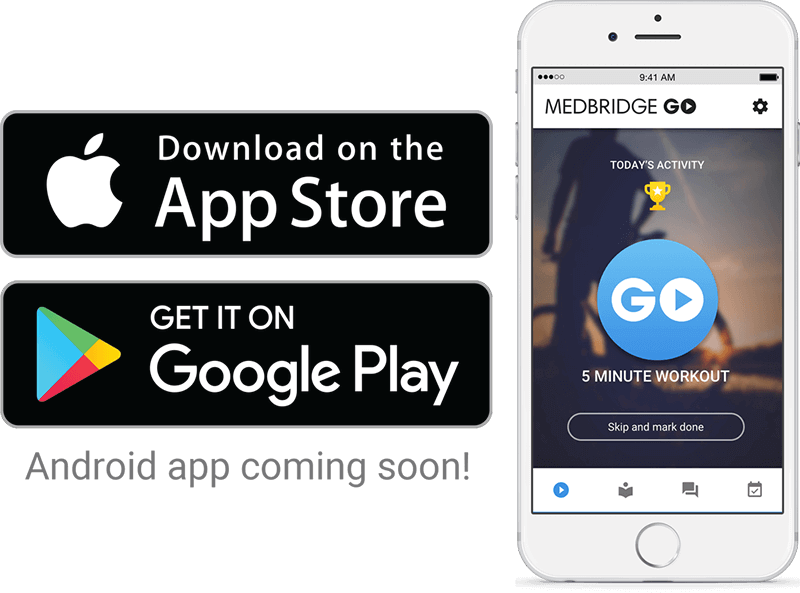 Download on the
App Store
GET IT ON
Google Play
Android app coming soon!
9:41 AM
MEDBRIDGE GO
TODAY'S ACTIVITY
GO
5 MINUTE WORKOUT
Skip and mark done